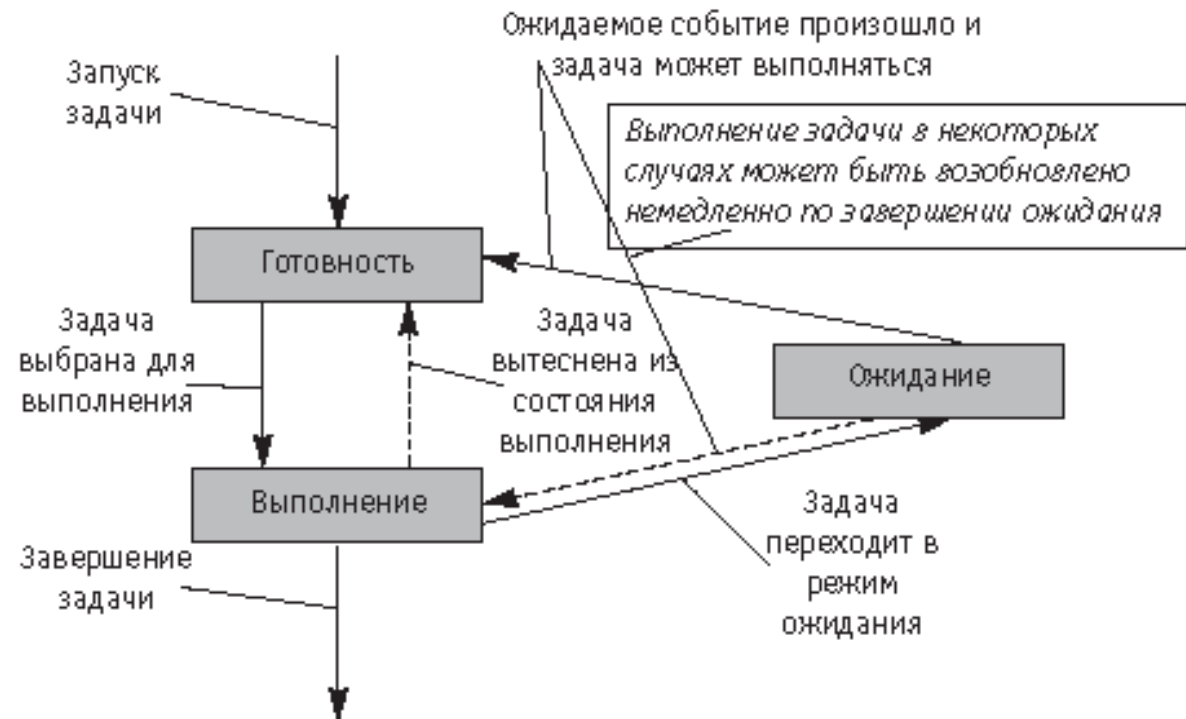 Ожидаемое событие произошло и
задача может выполняться
Запуск
задачи
Выполнение задачи в некоторых
случаях может быть возобновлено
немедленно по завершении ожидания
Готовность
Задача
выбрана для
выполнения
Задача
вытеснена из
состояния
выполнения
Ожидание
Выполнение
Задача
переходит в
режим
ожидания
Завершение
задачи